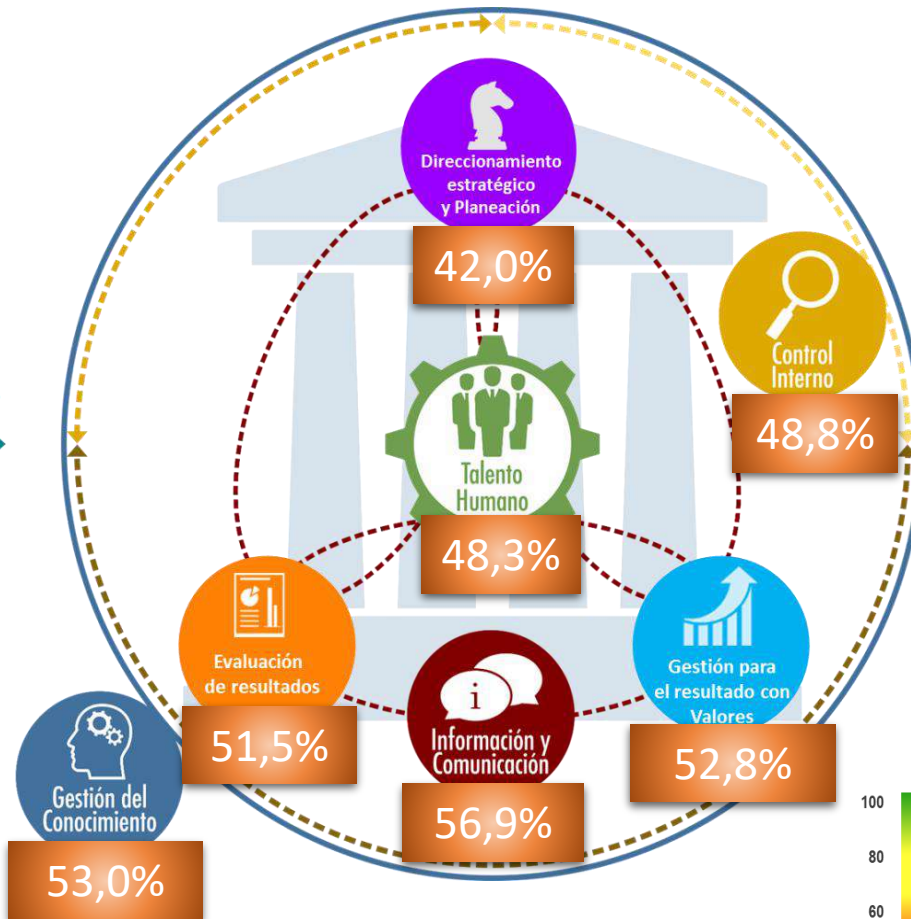 Direccionamiento
estratégico
y Planeación
42,0%
Control
Interno
48,8%
Talento
Humano
48,3%
Evaluación
de resultados
51,5%
i
Información y
Comunicación
56,9%
Gestión para
el resultado con
Valores
52,8%
Gestión del
Conocimiento
53,0%
100
80
60